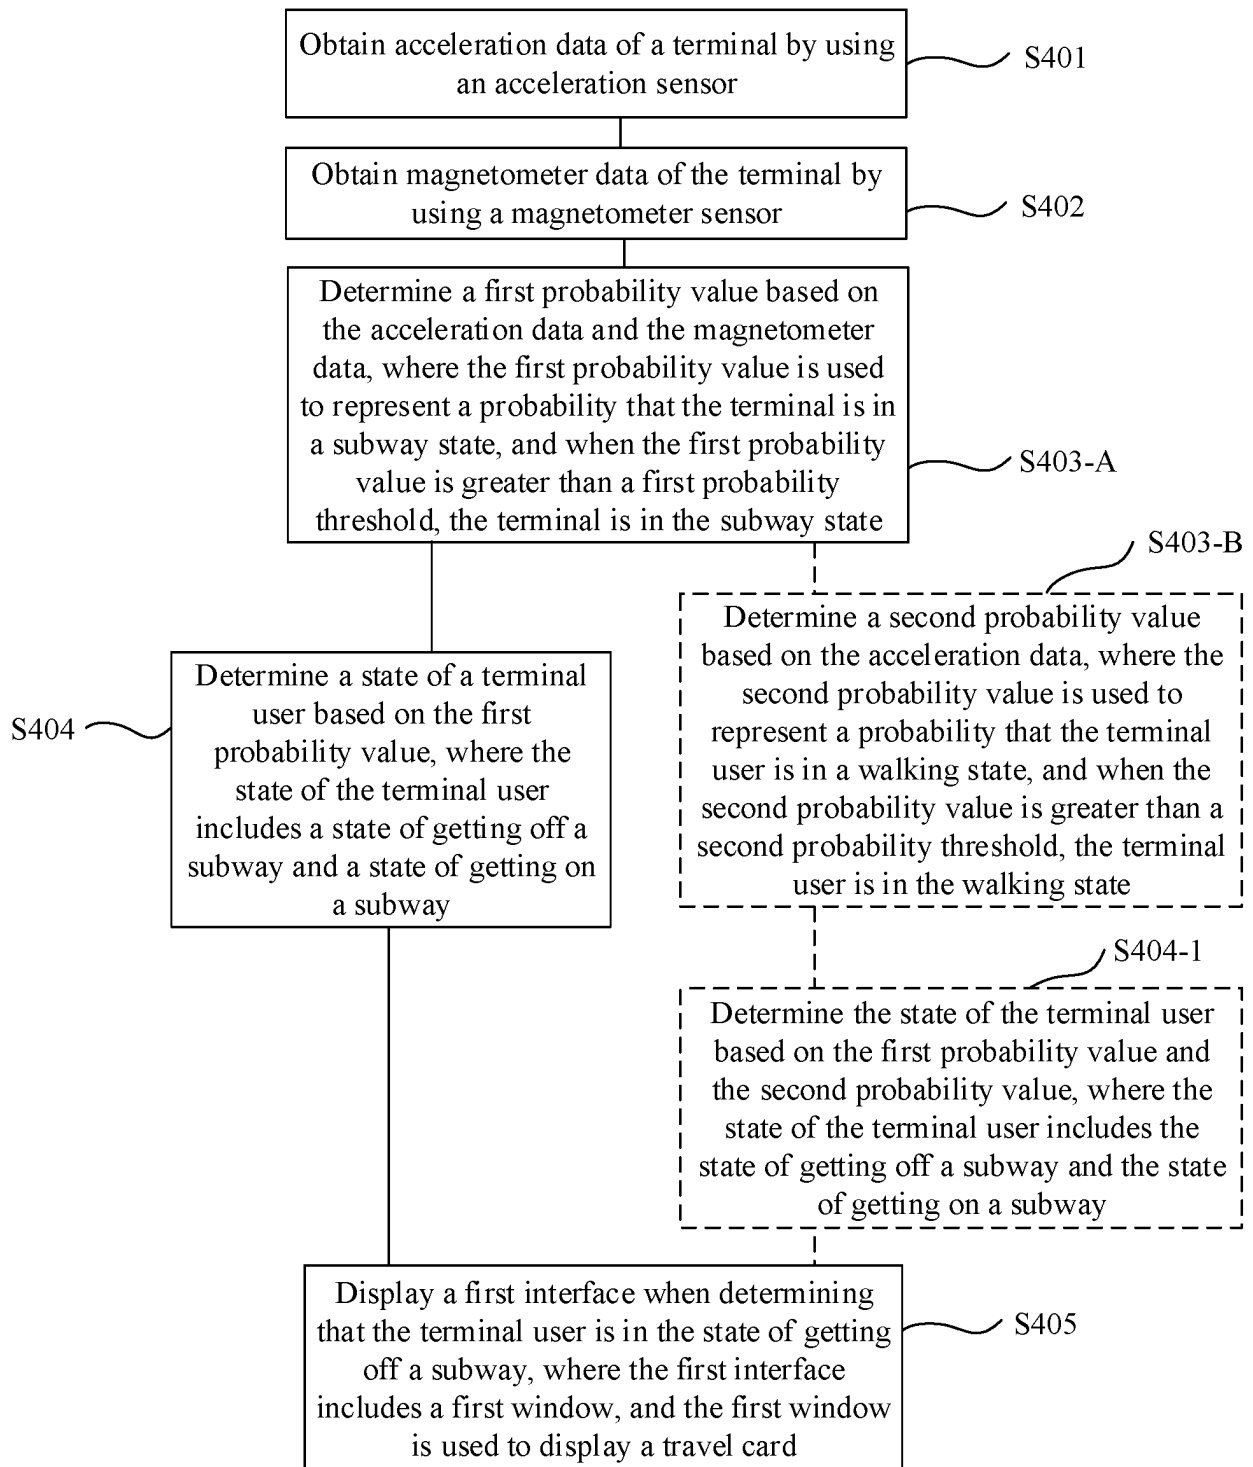 Obtain acceleration data of a terminal by using
an acceleration sensor
S401
Obtain magnetometer data of the terminal by
using a magnetometer sensor
S402
Determine a first probability value based on
the acceleration data and the magnetometer
data, where the first probability value is used
to represent a probability that the terminal is in
a subway state, and when the first probability
value is greater than a first probability
threshold, the terminal is in the subway state
S403-A
S403-B
Determine a second probability value
based on the acceleration data, where the
second probability value is used to
represent a probability that the terminal
user is in a walking state, and when the
second probability value is greater than a
second probability threshold, the terminal
user is in the walking state
S404
Determine a state of a terminal
user based on the first
probability value, where the
state of the terminal user
includes a state of getting off a
subway and a state of getting on
a subway
S404-1
Determine the state of the terminal user
based on the first probability value and
the second probability value, where the
state of the terminal user includes the
state of getting off a subway and the state
of getting on a subway
Display a first interface when determining
that the terminal user is in the state of getting
off a subway, where the first interface
includes a first window, and the first window
is used to display a travel card
S405